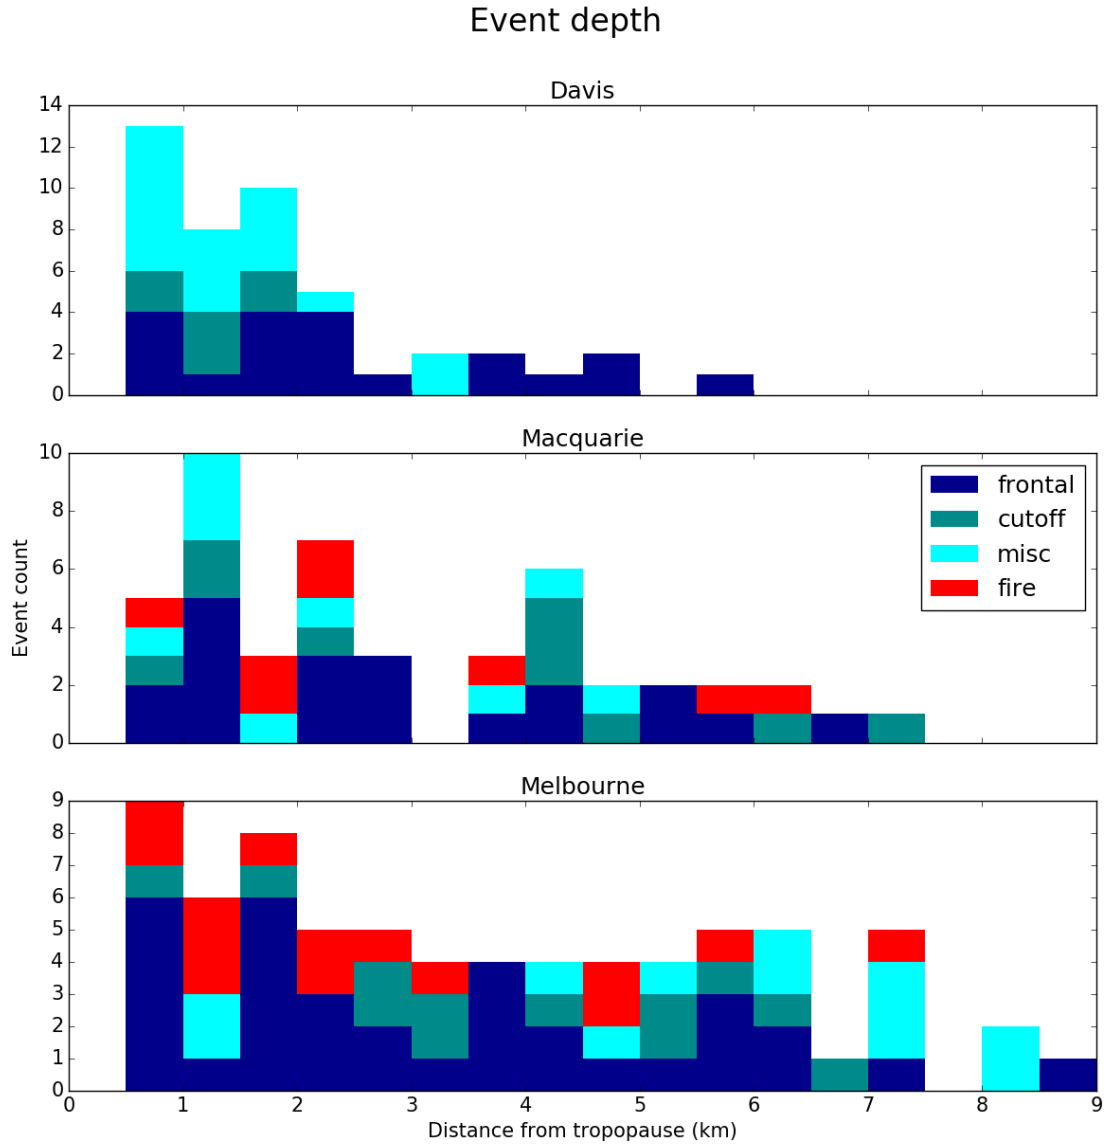 Event depth
Davis
14
12
10
8
6
4
2
0
Macquarie
10
8
6
4
2
0
Event count
frontal
cutoff
misc
fire
Melbourne
9
8
7
6
5
4
3
2
1
0
0 1 2 3 4 5 6 7 8 9
Distance from tropopause (km)